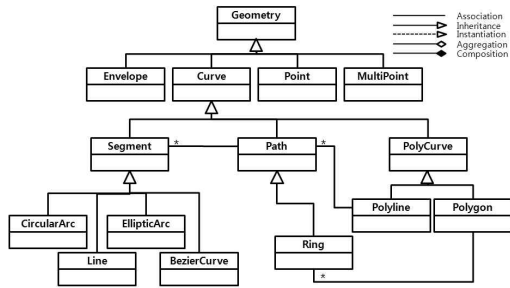 Geometry
Association
Inheritance
Instantiation
Aggregation
Composition
Envelope
Curve
Point
MultiPoint
Segment
*
Path
*
PolyCurve
CircularArc
EllipticArc
Polyline
Polygon
Line
BezierCurve
Ring
*